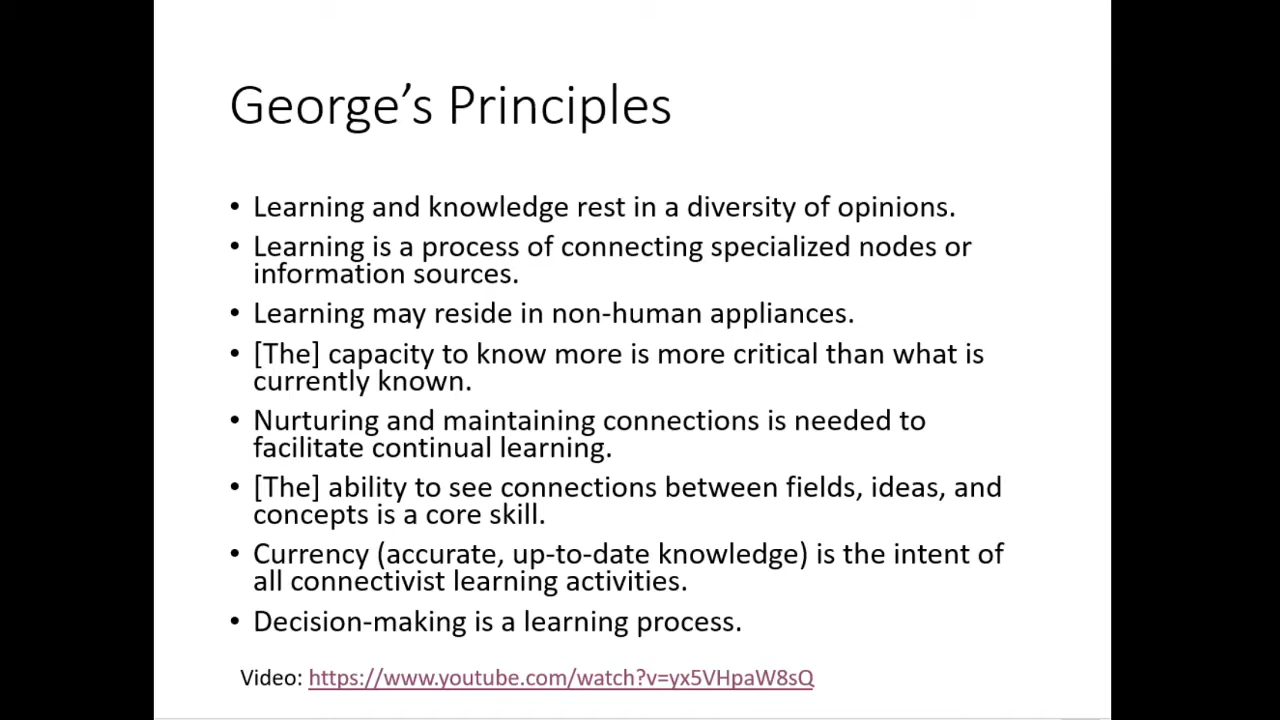 George’s Principles
• Learning and knowledge rest in a diversity of opinions.
• Learning is a process of connecting specialized nodes or
information sources.
• Learning may reside in non-human appliances.
• [The] capacity to know more is more critical than what is
currently known.
• Nurturing and maintaining connections is needed to
facilitate continual learning.
• [The] ability to see connections between fields, ideas, and
concepts is a core skill.
• Currency (accurate, up-to-date knowledge) is the intent of
all connectivist learning activities.
• Decision-making is a learning process.
Video: https://www.youtube.com/watch?v=yx5VHpaW8sQ